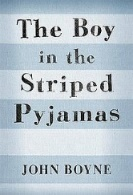 The Boy
in the
Striped
Pyjamas
JOHN BOYNE